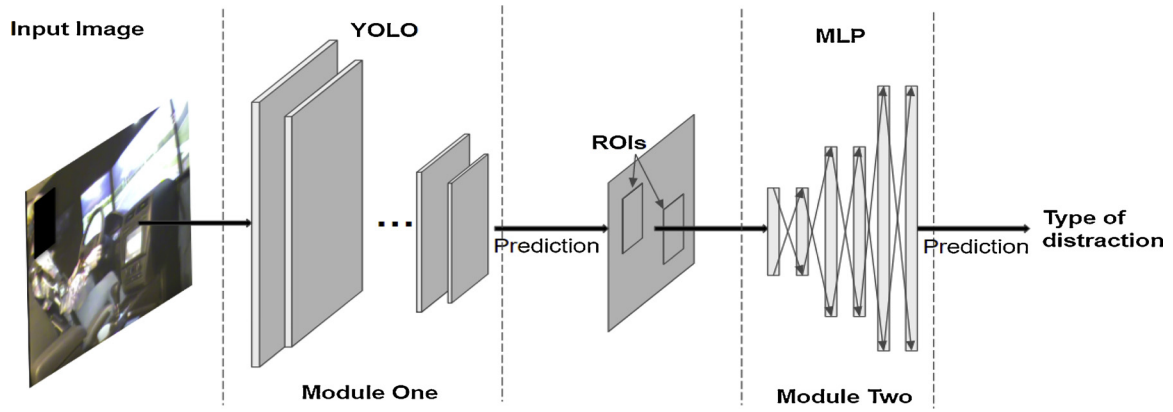 Input Image
YOLO
MLP
ROIs
...
Prediction
Prediction
Type of
distraction
Module One
Module Two